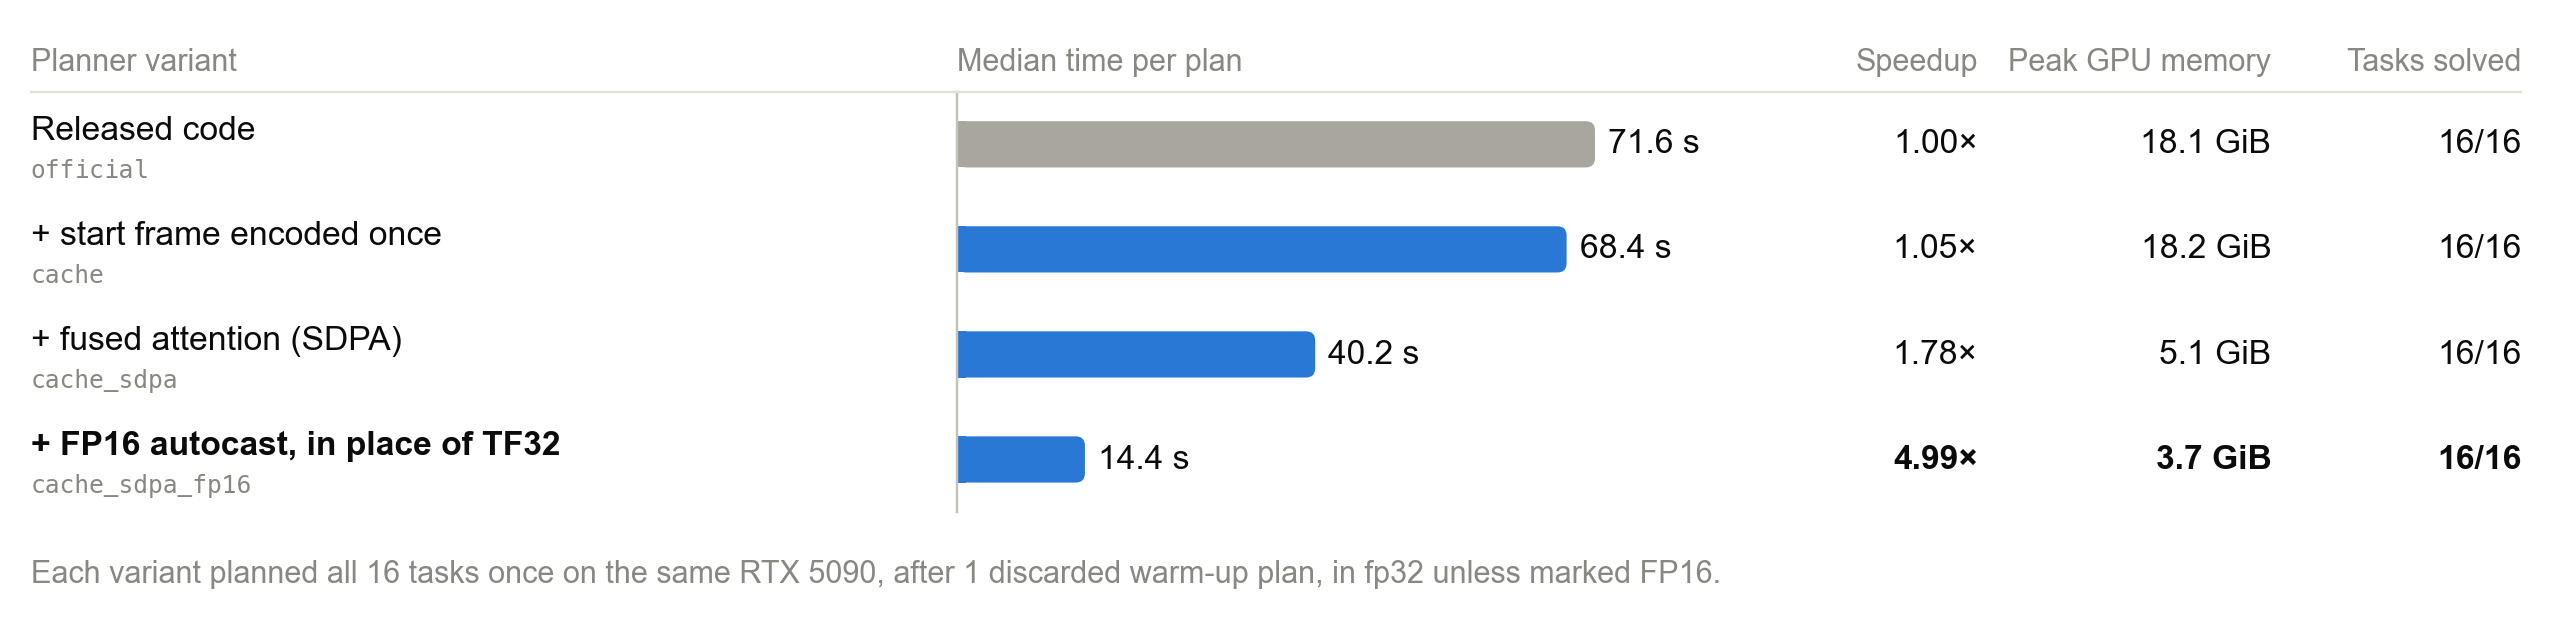 Planner variant Median time per plan Speedup Peak GPU memory Tasks solved
Released code 71.6 s 1.00× 18.1 GiB 16/16
official
+ start frame encoded once 68.4 s 1.05× 18.2 GiB 16/16
cache
+ fused attention (SDPA) 40.2 s 1.78× 5.1 GiB 16/16
cache_sdpa
+ FP16 autocast, in place of TF32 14.4 s 4.99× 3.7 GiB 16/16
cache_sdpa_fp16
Each variant planned all 16 tasks once on the same RTX 5090, after 1 discarded warm-up plan, in fp32 unless marked FP16.